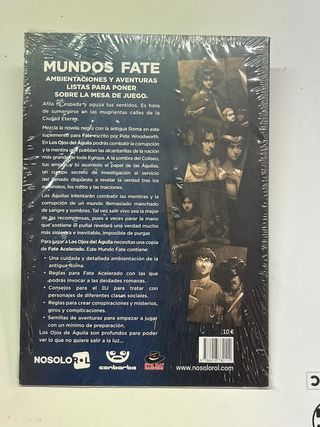 MUNDOS FATE
AMBIENTACIONES Y AVENTURAS
LISTAS PARA PONER
SOBRE LA MESA DE JUEGO.
Afila tu espada y aguza tus sentidos. Es hora
de sumergirse en las mugrientas calles de la
Ciudad Eterna.
Mezcla la novela negra con la antigua Roma en este
suplemento para Fate escrito por Pete Woodworth.
En Los Ojos del Águila podrás combatir la corrupción
y la mentira que pueblan las alcantarillas de la nación
más grande de toda Europa. A la sombra del Coliseo,
tus amigos y tú asumiréis el papel de las Águilas,
un cuerpo secreto de investigación al servicio
del Senado dispuesto a revelar la verdad tras los
asesinatos, los robos y las traiciones.
Las Águilas intentarán combatir las mentiras y la
corrupción de un mundo demasiado manchado
de sangre y sombras. Tal vez salir vivo sea la mejor
de las recompensas, pues a veces parar la mano
que sostiene el puñal revelará una verdad mucho
más siniestra e inevitable, imposible de purgar.
Para jugar a Los Ojos del Águila necesitas una copia
de Fate Acelerado. Este Mundo Fate contiene:
• Una cuidada y detallada ambientación de la
antigua Roma.
• Reglas para Fate Acelerado con las que
podrás invocar a las deidades romanas.
• Consejos para el DJ para tratar con
personajes de diferentes clases sociales.
• Reglas para crear conspiraciones y misterios,
giros y complicaciones.
• Semillas de aventuras para empezar a jugar
con un mínimo de preparación.
Los Ojos de Águila son profundos para poder
ver lo que no quiere salir a la luz...
10 €
NOSOLOROL
conbarba
www.nosolorol.com